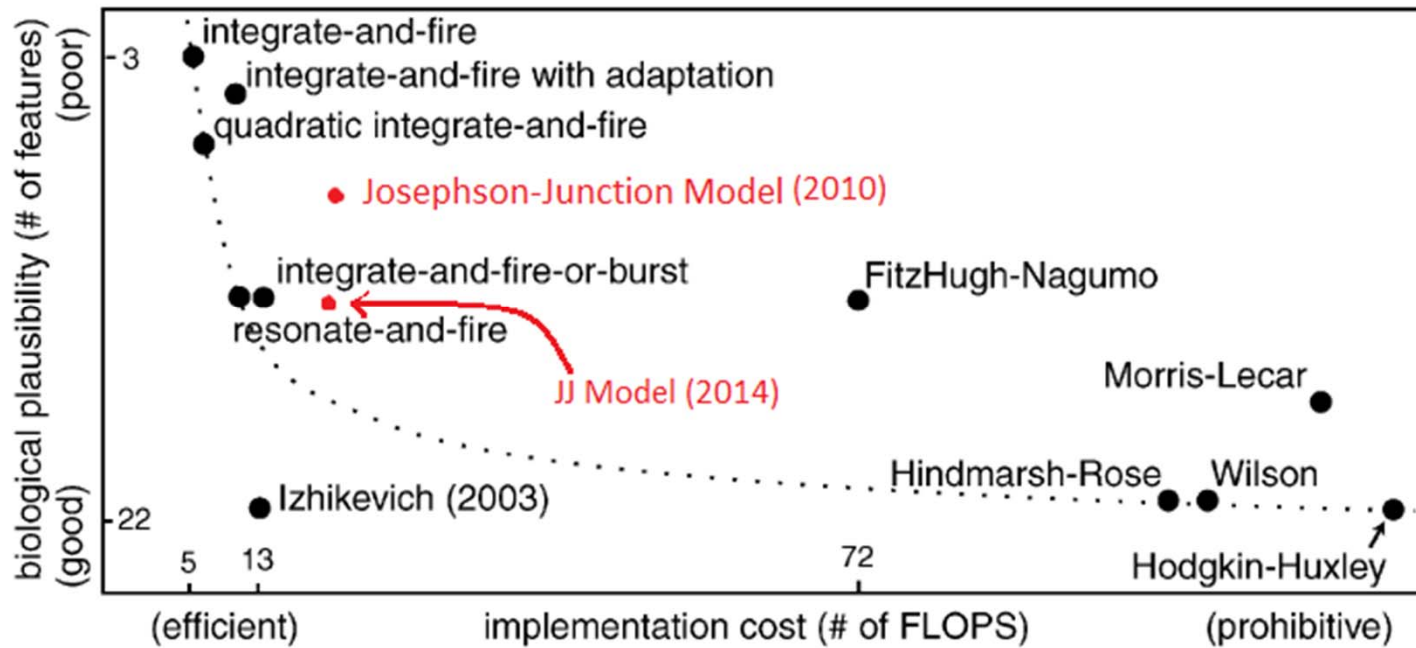 biological plausibility (# of features)
(poor)
(good)
3
22
integrate-and-fire
integrate-and-fire with adaptation
quadratic integrate-and-fire
Josephson-Junction Model (2010)
integrate-and-fire-or-burst
resonate-and-fire
JJ Model (2014)
FitzHugh-Nagumo
Morris-Lecar
Hindmarsh-Rose
Wilson
Izhikevich (2003)
Hodgkin-Huxley
5
13
72
(efficient)
implementation cost (# of FLOPS)
(prohibitive)